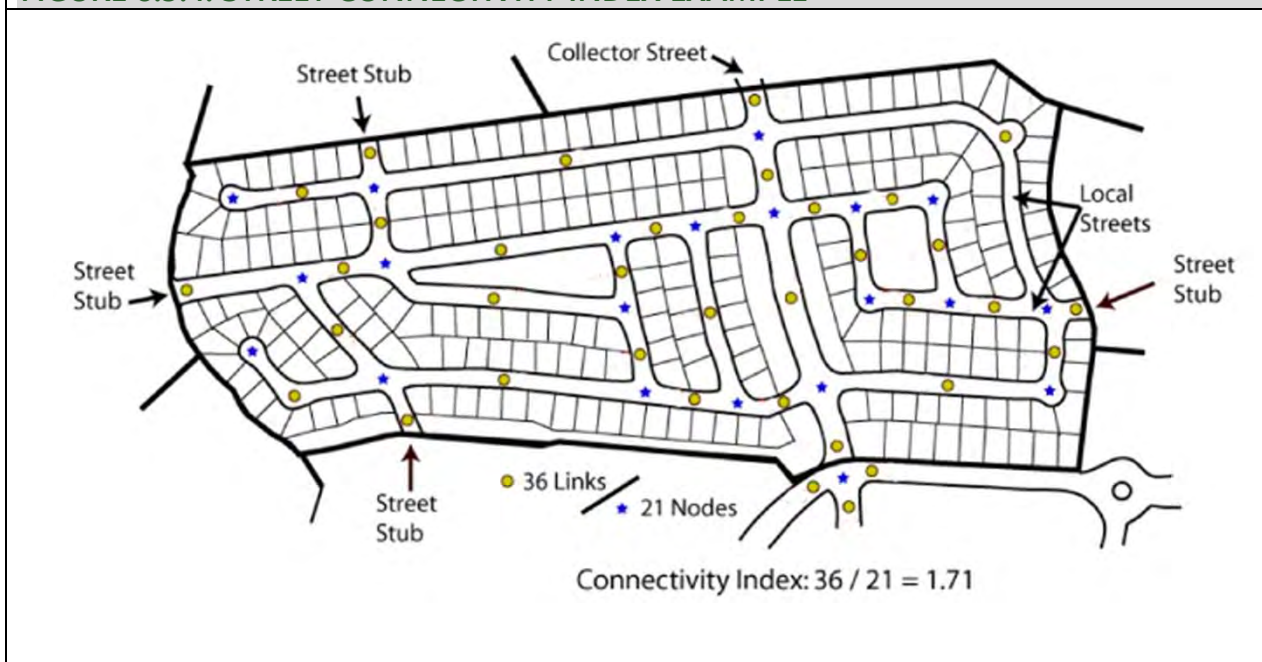 Collector Street
Street Stub
Local
Streets
Street
Stub
Street
Stub
36 Links
21 Nodes
Street
Stub
Connectivity Index: 36 / 21 = 1.71